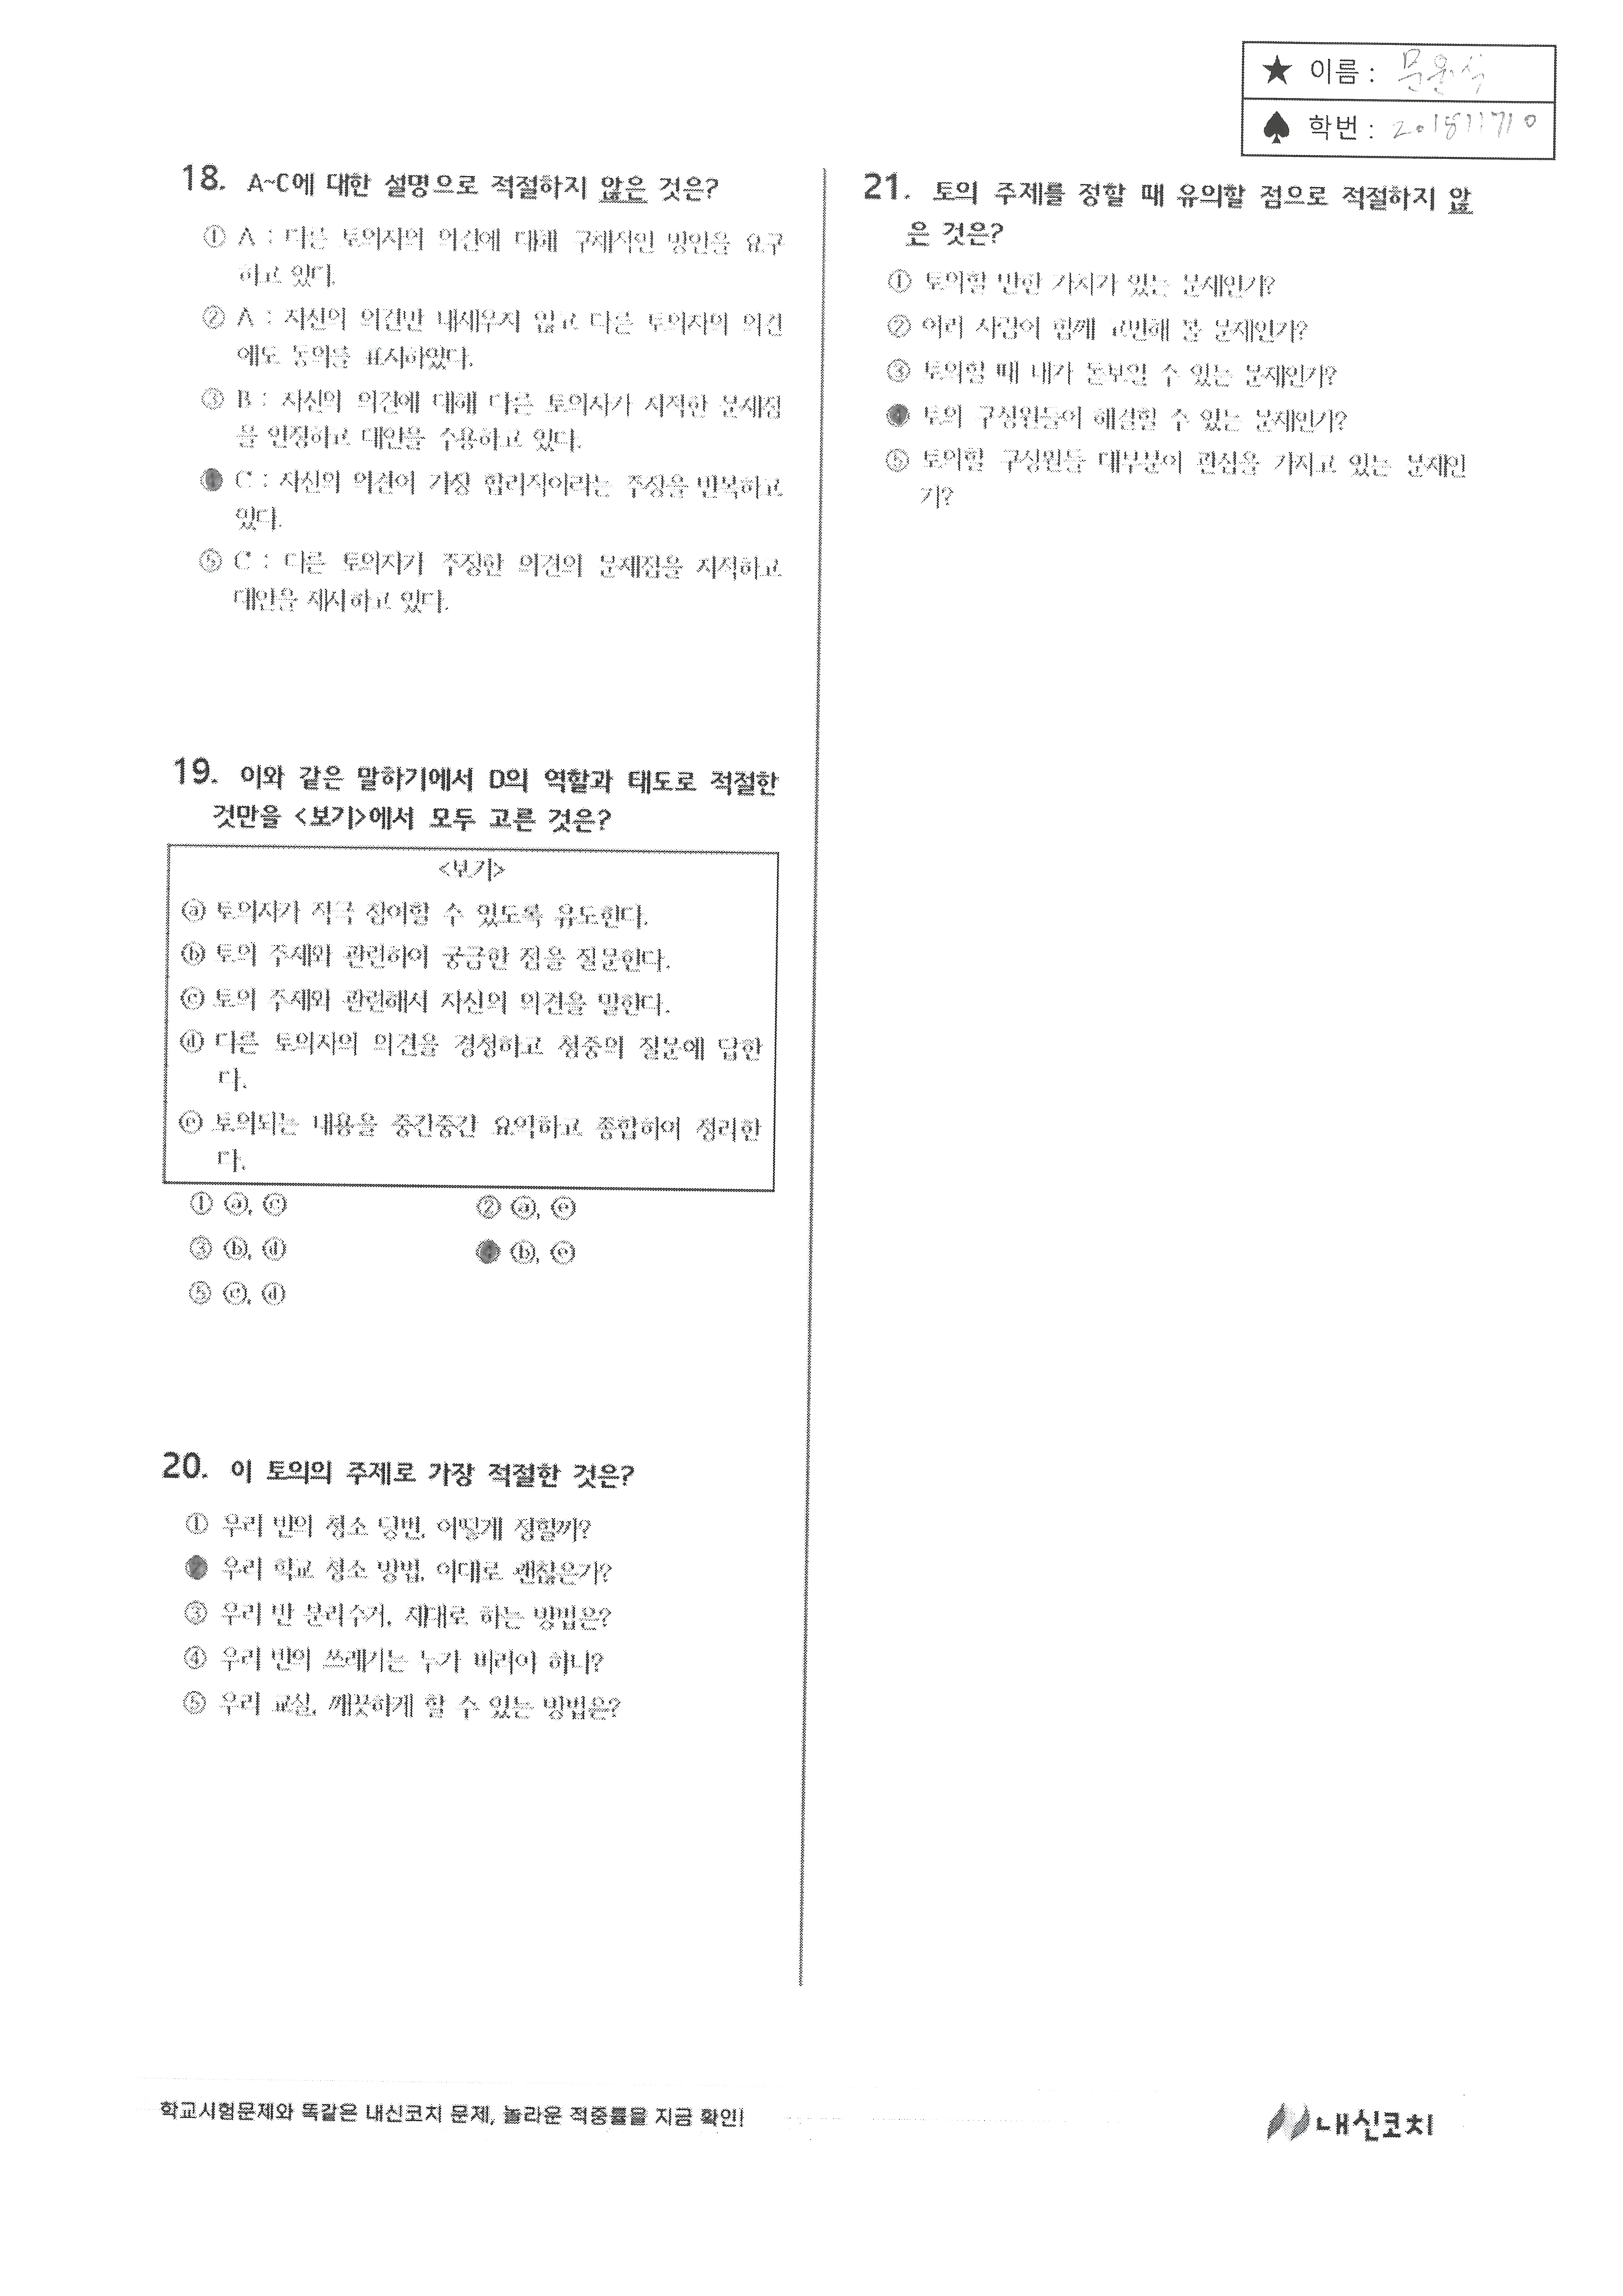 ★ 이름 :
♠ 학번 : 201811710
18. A~C에 대한 설명으로 적절하지 않은 것은?
① A : 다른 토의자의 의견에 대해 구체적인 방안을 요구
하고 있다.
② A : 자신의 의견만 내세우지 않고 다른 토의자의 의견
에도 동의를 표시하였다.
③ B : 자신의 의견에 대해 다른 토의자가 지적한 문제점
을 인정하고 대안을 수용하고 있다.
④ C : 자신의 의견이 가장 합리적이라는 주장을 반복하고
있다.
⑤ C : 다른 토의자가 주장한 의견의 문제점을 지적하고
대안을 제시하고 있다.
19. 이와 같은 말하기에서 D의 역할과 태도로 적절한
것만을 <보기>에서 모두 고른 것은?
<보기>
ⓐ 토의자가 적극 참여할 수 있도록 유도한다.
ⓑ 토의 주제와 관련하여 궁금한 점을 질문한다.
ⓒ 토의 주제와 관련해서 자신의 의견을 말한다.
ⓓ 다른 토의자의 의견을 경청하고 청중의 질문에 답한
다.
ⓔ 토의되는 내용을 중간중간 요약하고 종합하여 정리한
다.
① ⓐ, ⓒ ② ⓐ, ⓔ
③ ⓑ, ⓓ ④ ⓑ, ⓔ
⑤ ⓒ, ⓓ
20. 이 토의의 주제로 가장 적절한 것은?
① 우리 반의 청소 당번, 어떻게 정할까?
② 우리 학교 청소 방법, 이대로 괜찮은가?
③ 우리 반 분리수거, 제대로 하는 방법은?
④ 우리 반의 쓰레기는 누가 버려야 하니?
⑤ 우리 교실, 깨끗하게 할 수 있는 방법은?
21. 토의 주제를 정할 때 유의할 점으로 적절하지 않
은 것은?
① 토의할 만한 가치가 있는 문제인가?
② 여러 사람이 함께 고민해 볼 문제인가?
③ 토의할 때 내가 돋보일 수 있는 문제인가?
④ 토의 구성원들이 해결할 수 있는 문제인가?
⑤ 토의할 구성원들 대부분이 관심을 가지고 있는 문제인
가?
학교시험문제와 똑같은 내신코치 문제, 놀라운 적중률을 지금 확인!
내신코치